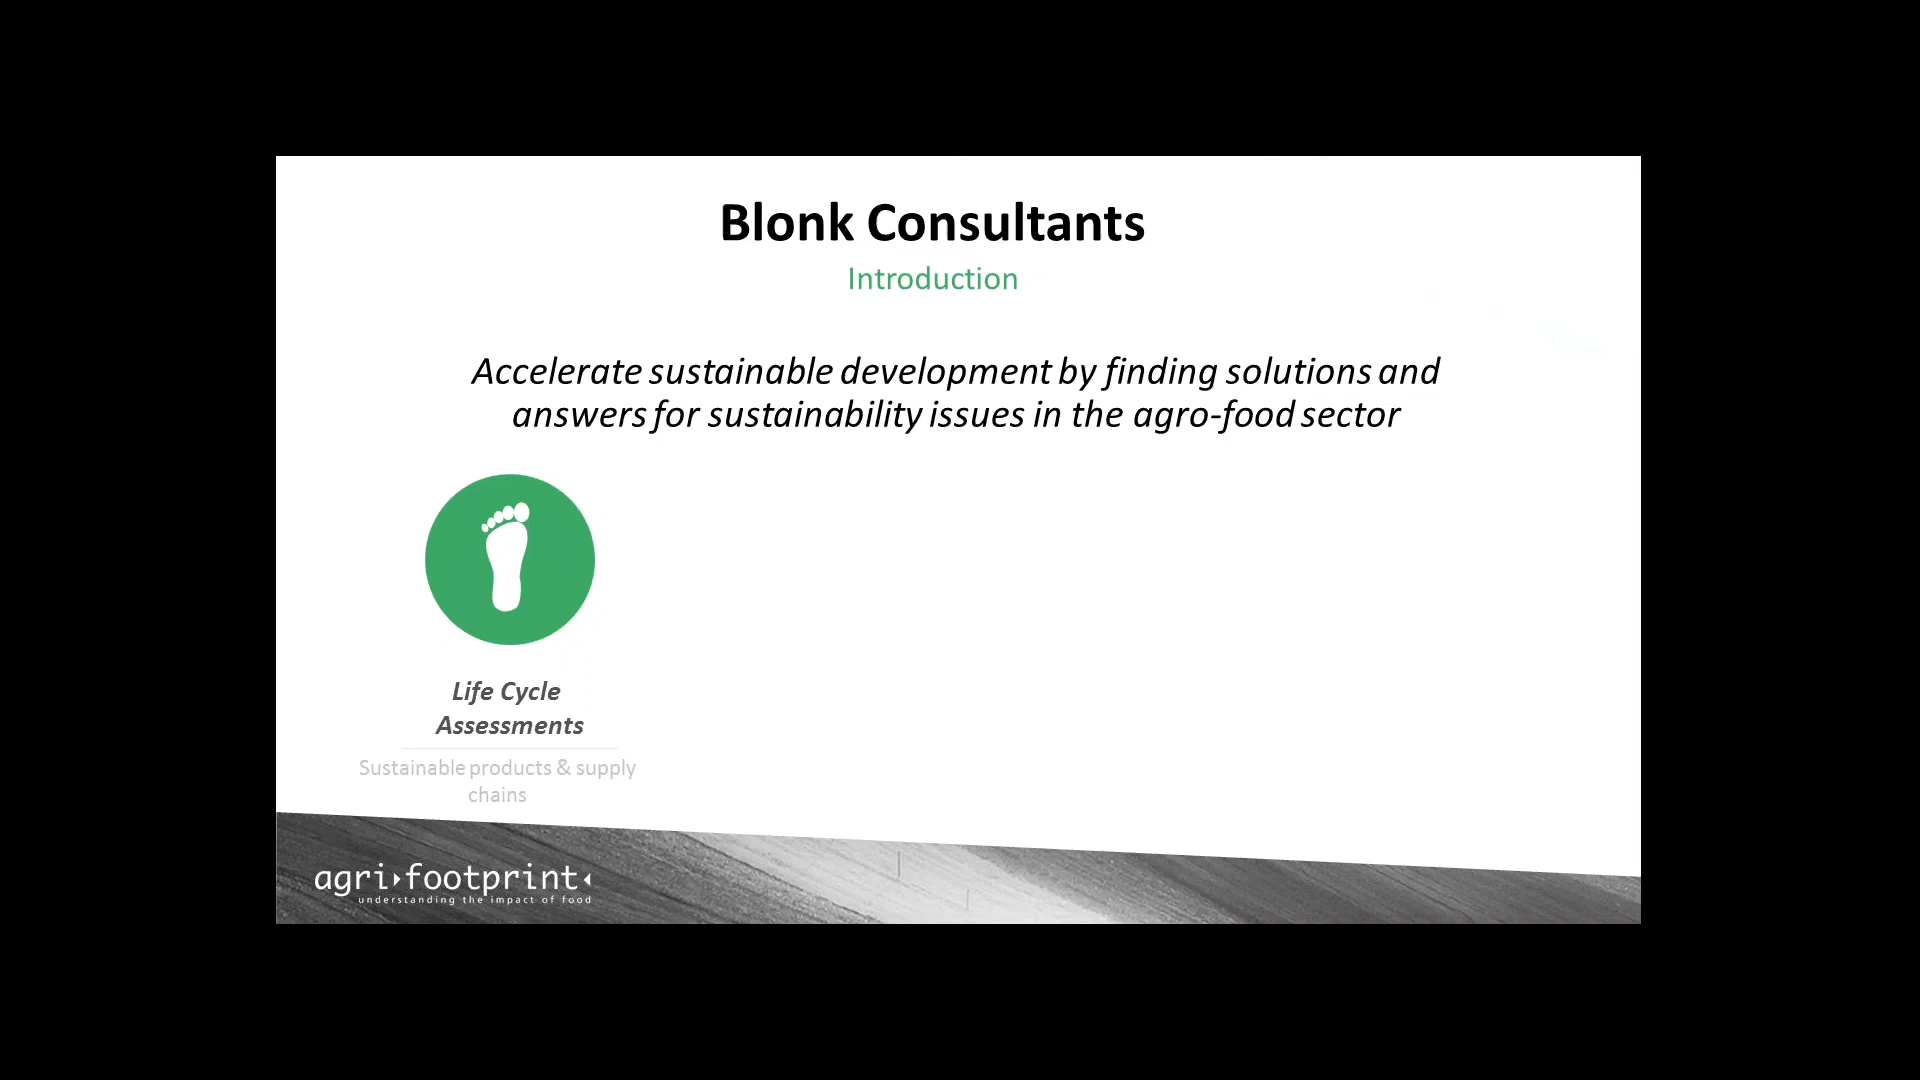 Blonk Consultants
Introduction
Accelerate sustainable development by finding solutions and
answers for sustainability issues in the agro-food sector
Life Cycle
Assessments
Sustainable products & supply
chains
agri footprint
understanding the impact of food